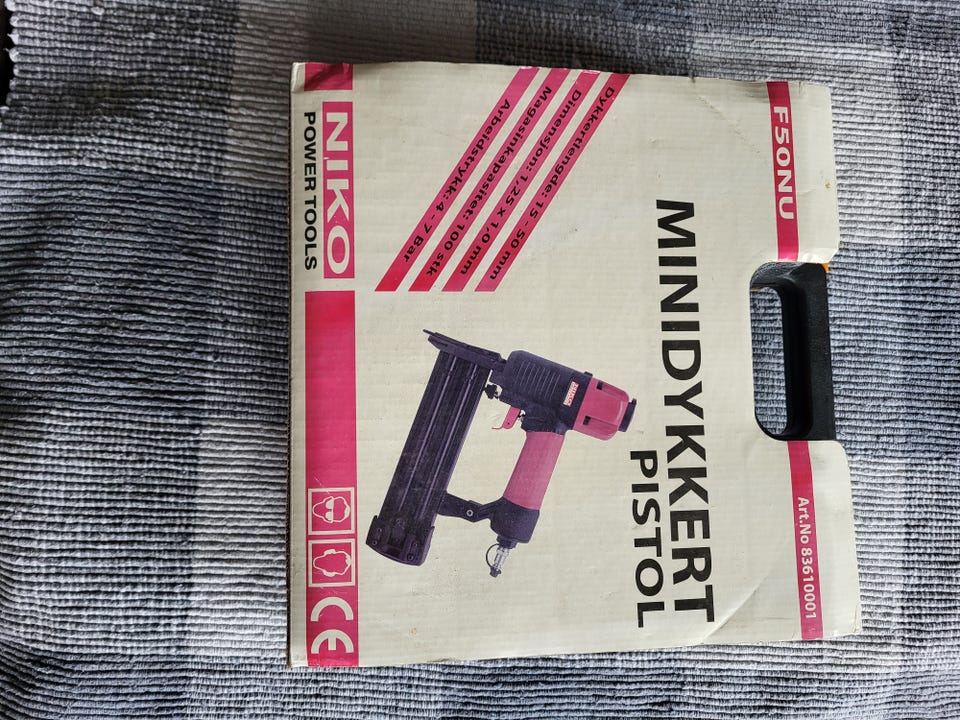 F50NU
Art.No 83610001
MINIDYKKERT
PISTOL
Dykkertlengde: 15 - 50 mm
Dimensjon: 1,25 x 1,0 mm
Magasinkapasitet: 100 stk
Arbeidstrykk: 4 - 7 Bar
NIKO
POWER TOOLS
CE